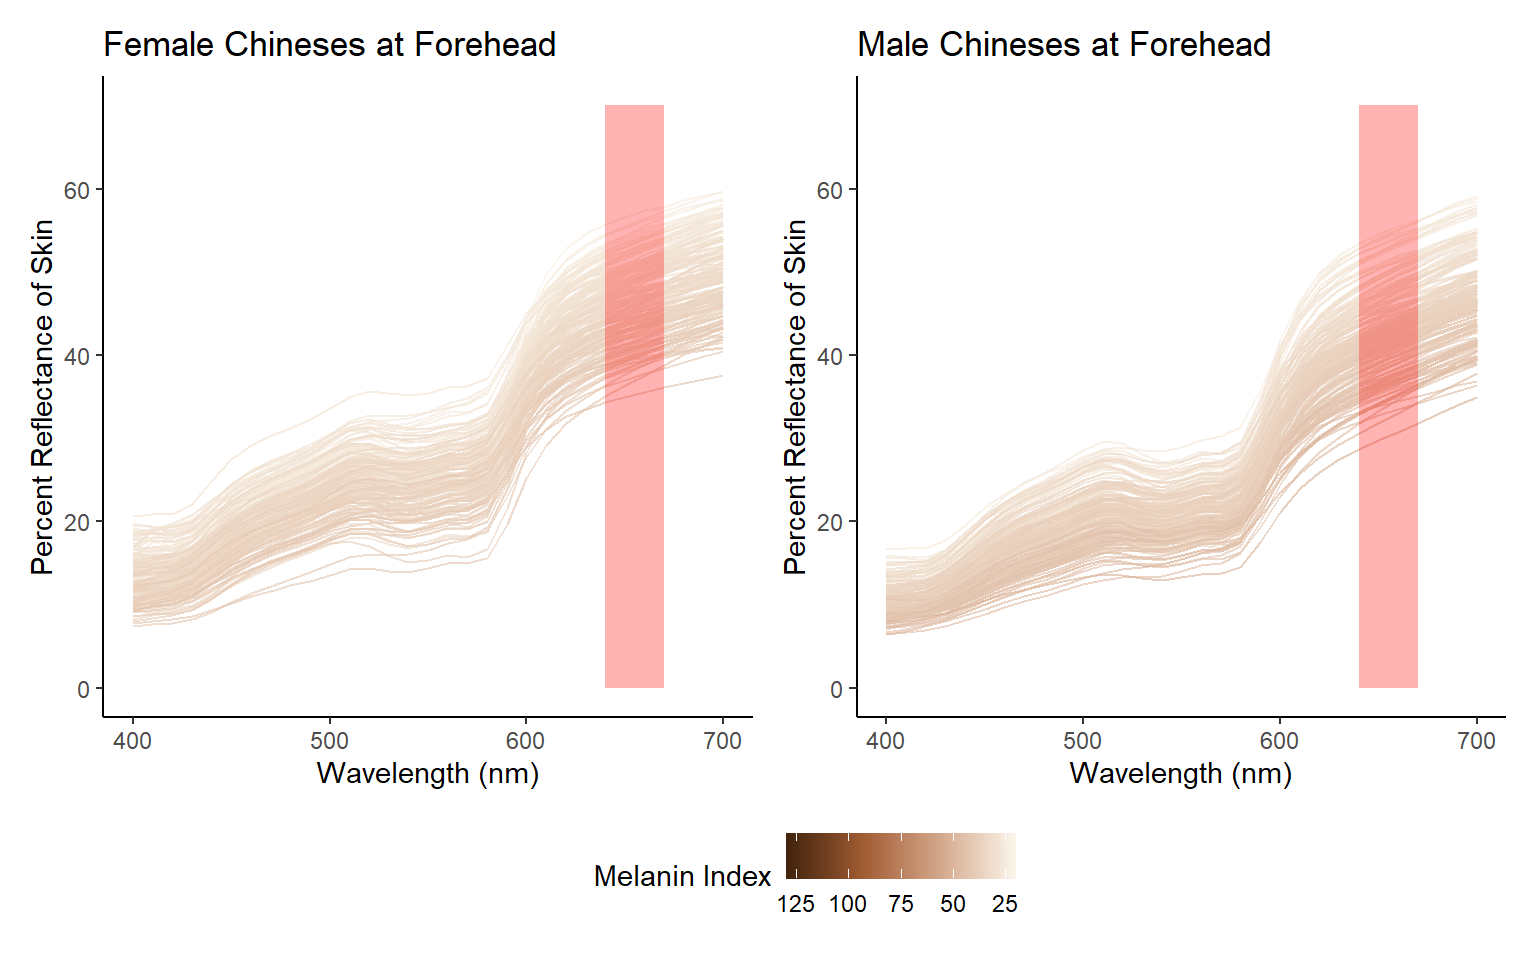 Female Chineses at Forehead
Male Chineses at Forehead
Percent Reflectance of Skin
60
40
20
0
400
500
600
700
Wavelength (nm)
Percent Reflectance of Skin
60
40
20
0
400
500
600
700
Wavelength (nm)
Melanin Index
125 100 75 50 25